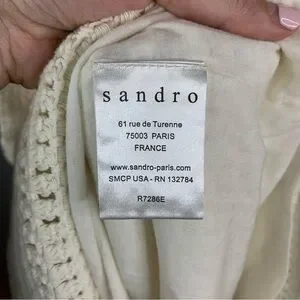 sandro
61 rue de Turenne
75003 PARIS
FRANCE
www.sandro-paris.com
SMCP USA - RN 132784
R7286E